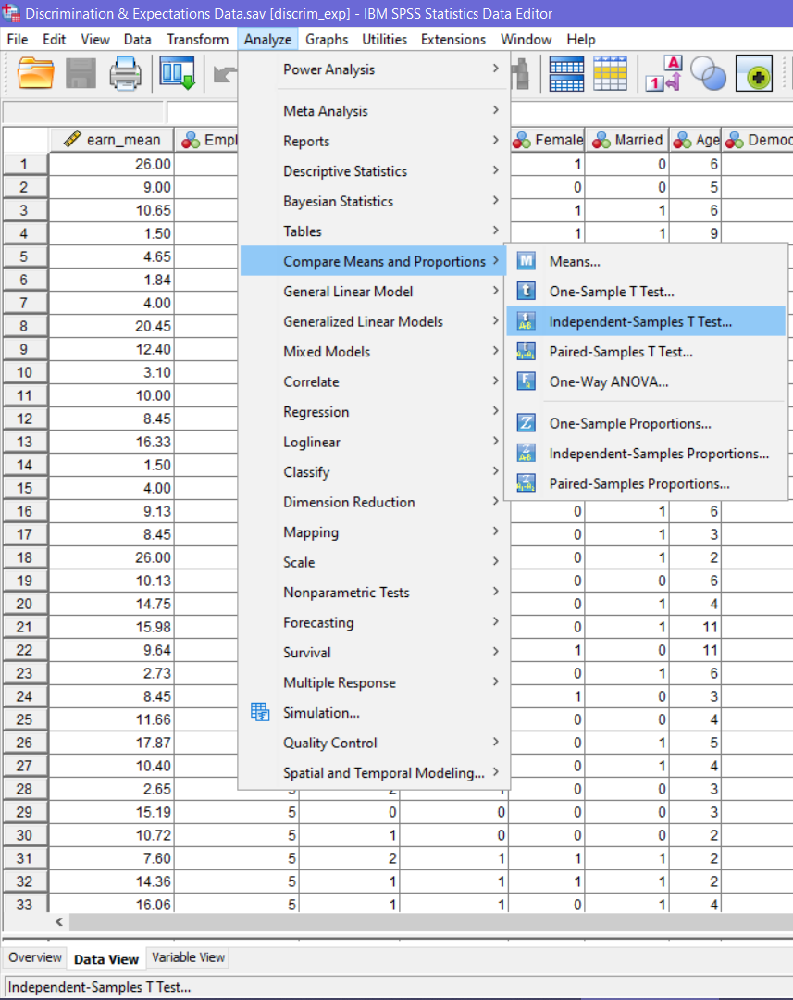 Discrimination & Expectations Data.sav [discrim_exp] - IBM SPSS Statistics Data Editor
File Edit View Data Transform Analyze Graphs Utilities Extensions Window Help
Power Analysis
Meta Analysis
Reports
Descriptive Statistics
Bayesian Statistics
Tables
Compare Means and Proportions
General Linear Model
Generalized Linear Models
Mixed Models
Correlate
Regression
Loglinear
Classify
Dimension Reduction
Mapping
Scale
Nonparametric Tests
Forecasting
Survival
Multiple Response
Simulation...
Quality Control
Spatial and Temporal Modeling...
Means...
One-Sample T Test...
Independent-Samples T Test...
Paired-Samples T Test...
One-Way ANOVA...
One-Sample Proportions...
Independent-Samples Proportions...
Paired-Samples Proportions...
earn_mean Empl Female Married Age Democ
1 26.00 1 0 6
2 9.00 0 0 5
3 10.65 1 1 6
4 1.50 1 1 9
5 4.65
6 1.84
7 4.00
8 20.45
9 12.40
10 3.10
11 10.00
12 8.45
13 16.33
14 1.50
15 4.00
16 9.13 0 1 6
17 8.45 0 1 3
18 26.00 0 1 2
19 10.13 0 0 6
20 14.75 0 1 4
21 15.98 0 1 11
22 9.64 1 0 11
23 2.73 0 1 6
24 8.45 1 0 3
25 11.66 0 0 4
26 17.87 0 1 5
27 10.40 0 1 4
28 2.65 0 0 3
29 15.19 5 0 0 0 0 3
30 10.72 5 1 0 0 0 2
31 7.60 5 2 1 1 1 2
32 14.36 5 1 1 1 1 2
33 16.06 5 1 1 0 1 4
Overview Data View Variable View
Independent-Samples T Test...